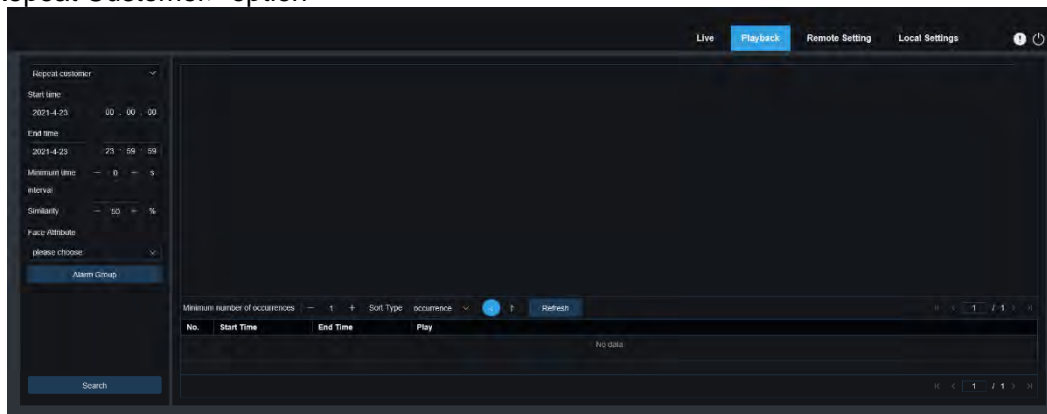 Repeat Customer" option
Live Playback Remote Setting Local Settings
Repeat customer
Start time
2021-4-23 00 : 00 : 00
End time
2021-4-23 23 : 59 : 59
Minimum time interval — 0 + s
Similarity — 50 + %
Face Attribute
please choose
Alarm Group
Search
Minimum number of occurrences — 1 + Sort Type occurrence Refresh 1 / 1
No. Start Time End Time Play
No data
1 / 1